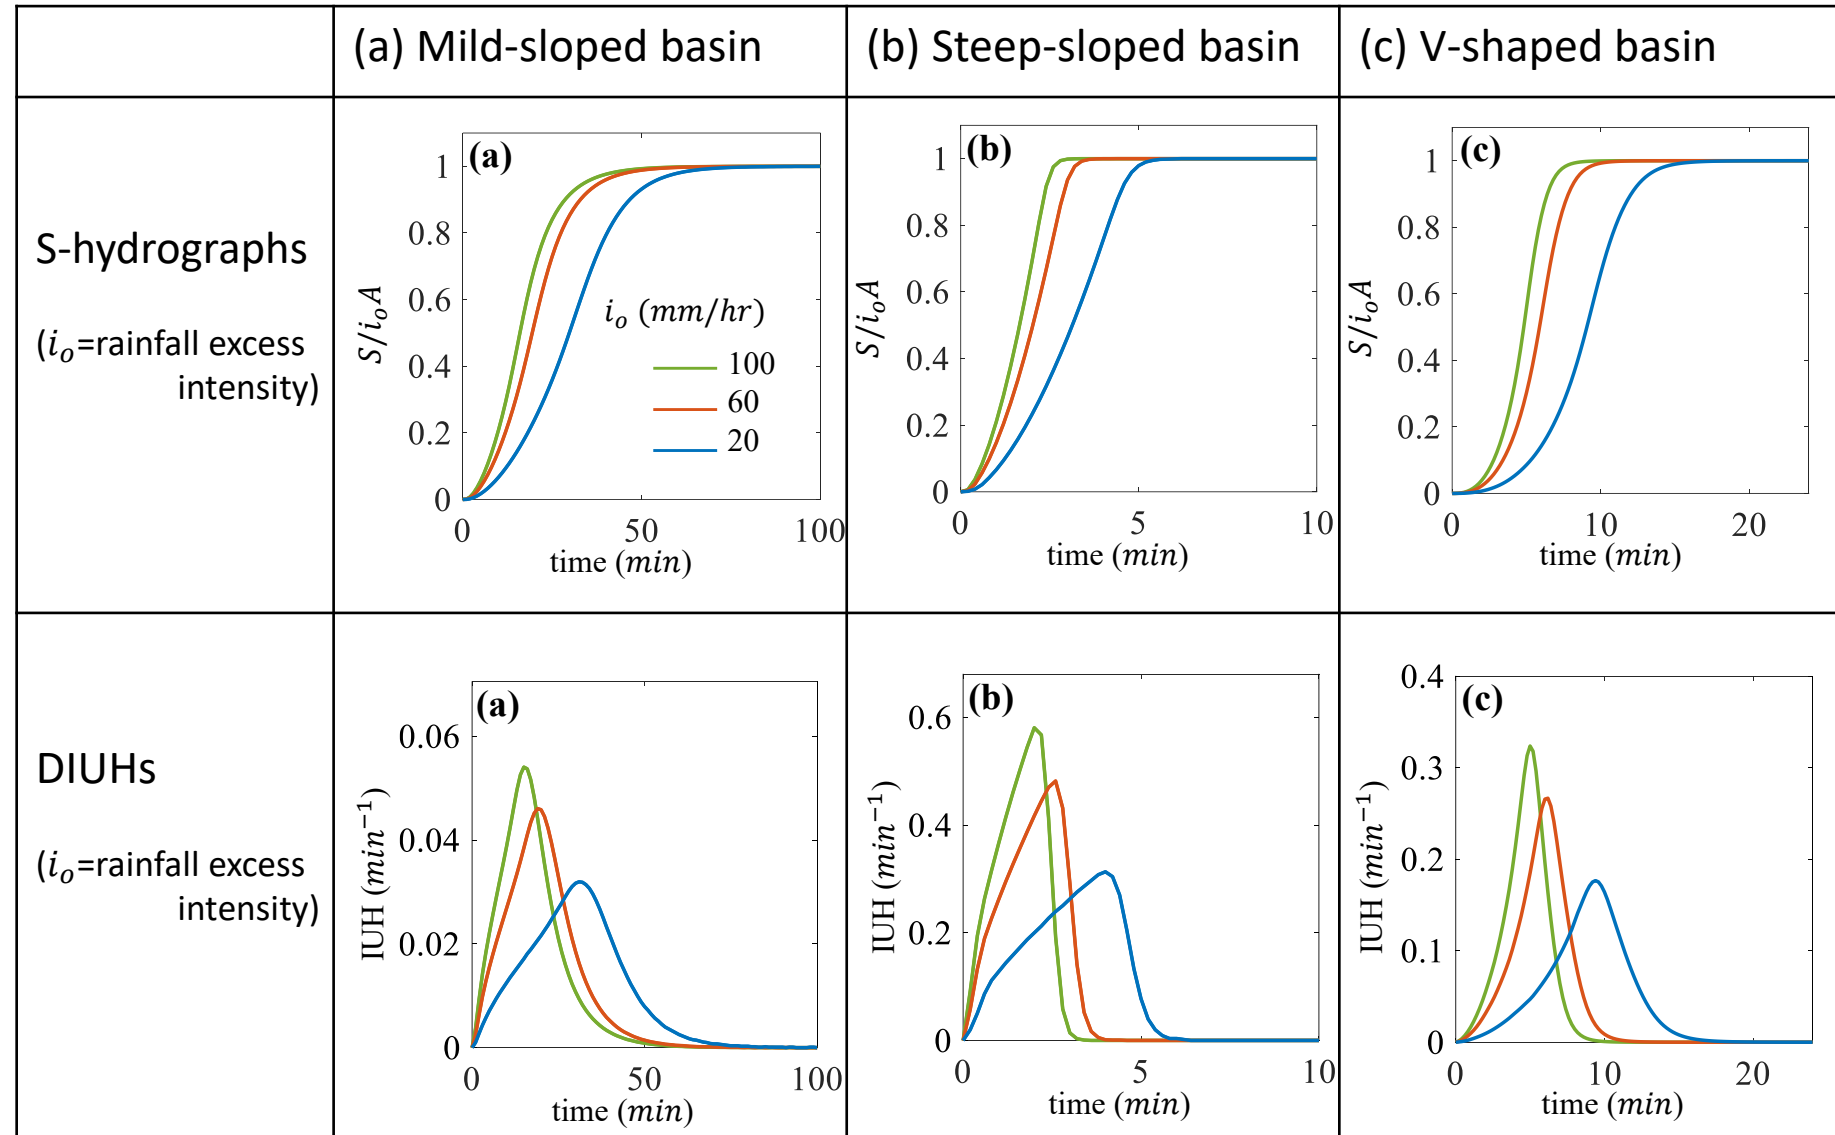 (a) Mild-sloped basin
(b) Steep-sloped basin
(c) V-shaped basin
S-hydrographs
(i_o=rainfall excess
intensity)
(a)
1
0.8
0.6
0.4
0.2
0
S/i_oA
i_o (mm/hr)
100
60
20
0
50
100
time (min)
(b)
1
0.8
0.6
0.4
0.2
0
S/i_oA
0
5
10
time (min)
(c)
1
0.8
0.6
0.4
0.2
0
S/i_oA
0
10
20
time (min)
DIUHs
(i_o=rainfall excess
intensity)
(a)
0.06
0.04
0.02
0
IUH (min⁻¹)
0
50
100
time (min)
(b)
0.6
0.4
0.2
0
IUH (min⁻¹)
0
5
10
time (min)
(c)
0.4
0.3
0.2
0.1
0
IUH (min⁻¹)
0
10
20
time (min)